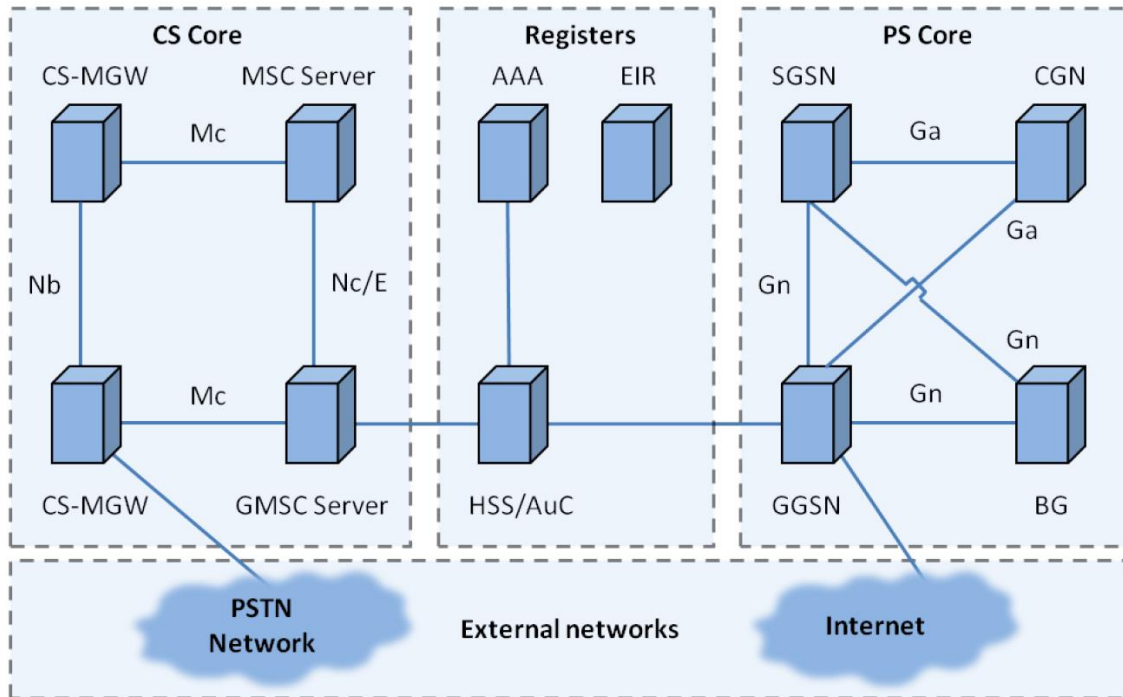 CS Core
Registers
PS Core
CS-MGW
MSC Server
AAA
EIR
SGSN
CGN
Mc
Ga
Ga
Nb
Nc/E
Gn
Gn
Mc
Gn
CS-MGW
GMSC Server
HSS/AuC
GGSN
BG
PSTN
Network
External networks
Internet